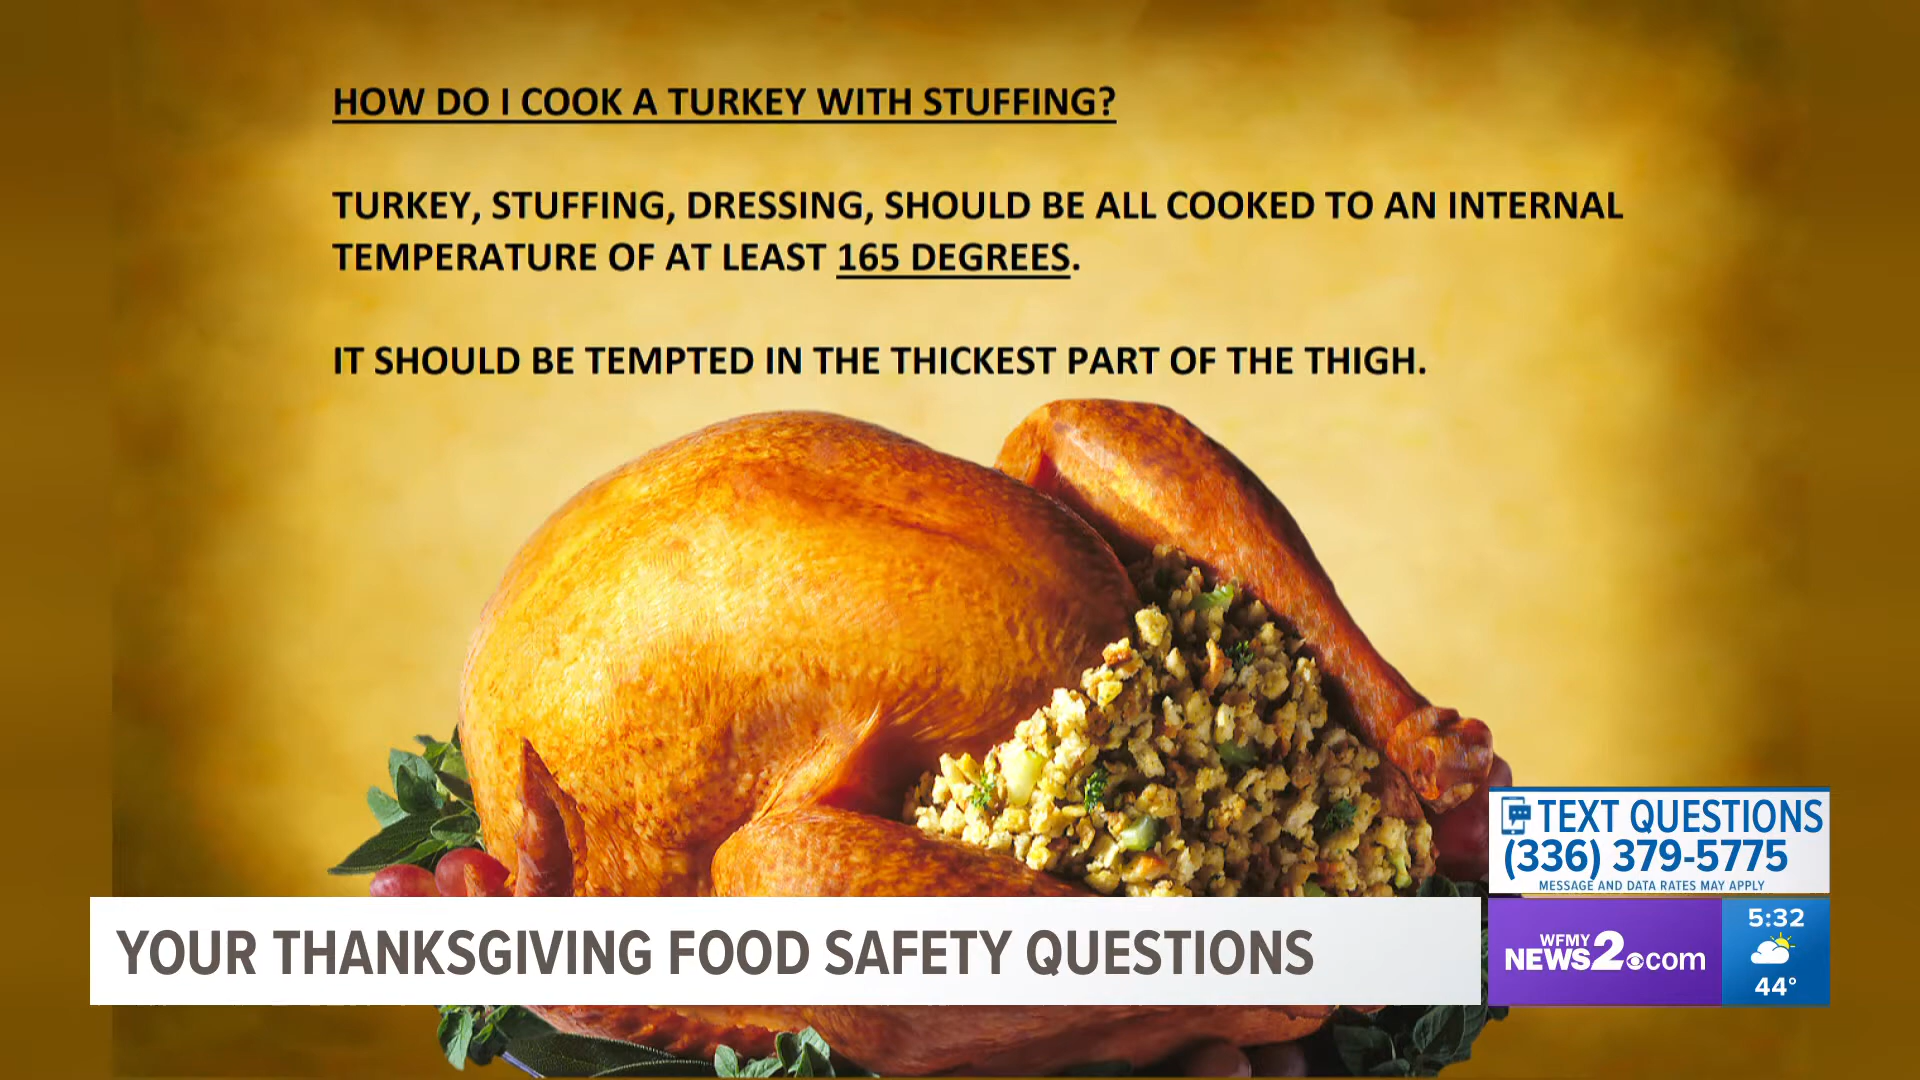 HOW DO I COOK A TURKEY WITH STUFFING?
TURKEY, STUFFING, DRESSING, SHOULD BE ALL COOKED TO AN INTERNAL
TEMPERATURE OF AT LEAST 165 DEGREES.
IT SHOULD BE TEMPTED IN THE THICKEST PART OF THE THIGH.
TEXT QUESTIONS
(336) 379-5775
MESSAGE AND DATA RATES MAY APPLY
YOUR THANKSGIVING FOOD SAFETY QUESTIONS
WFMY
NEWS2.com
5:32
44°